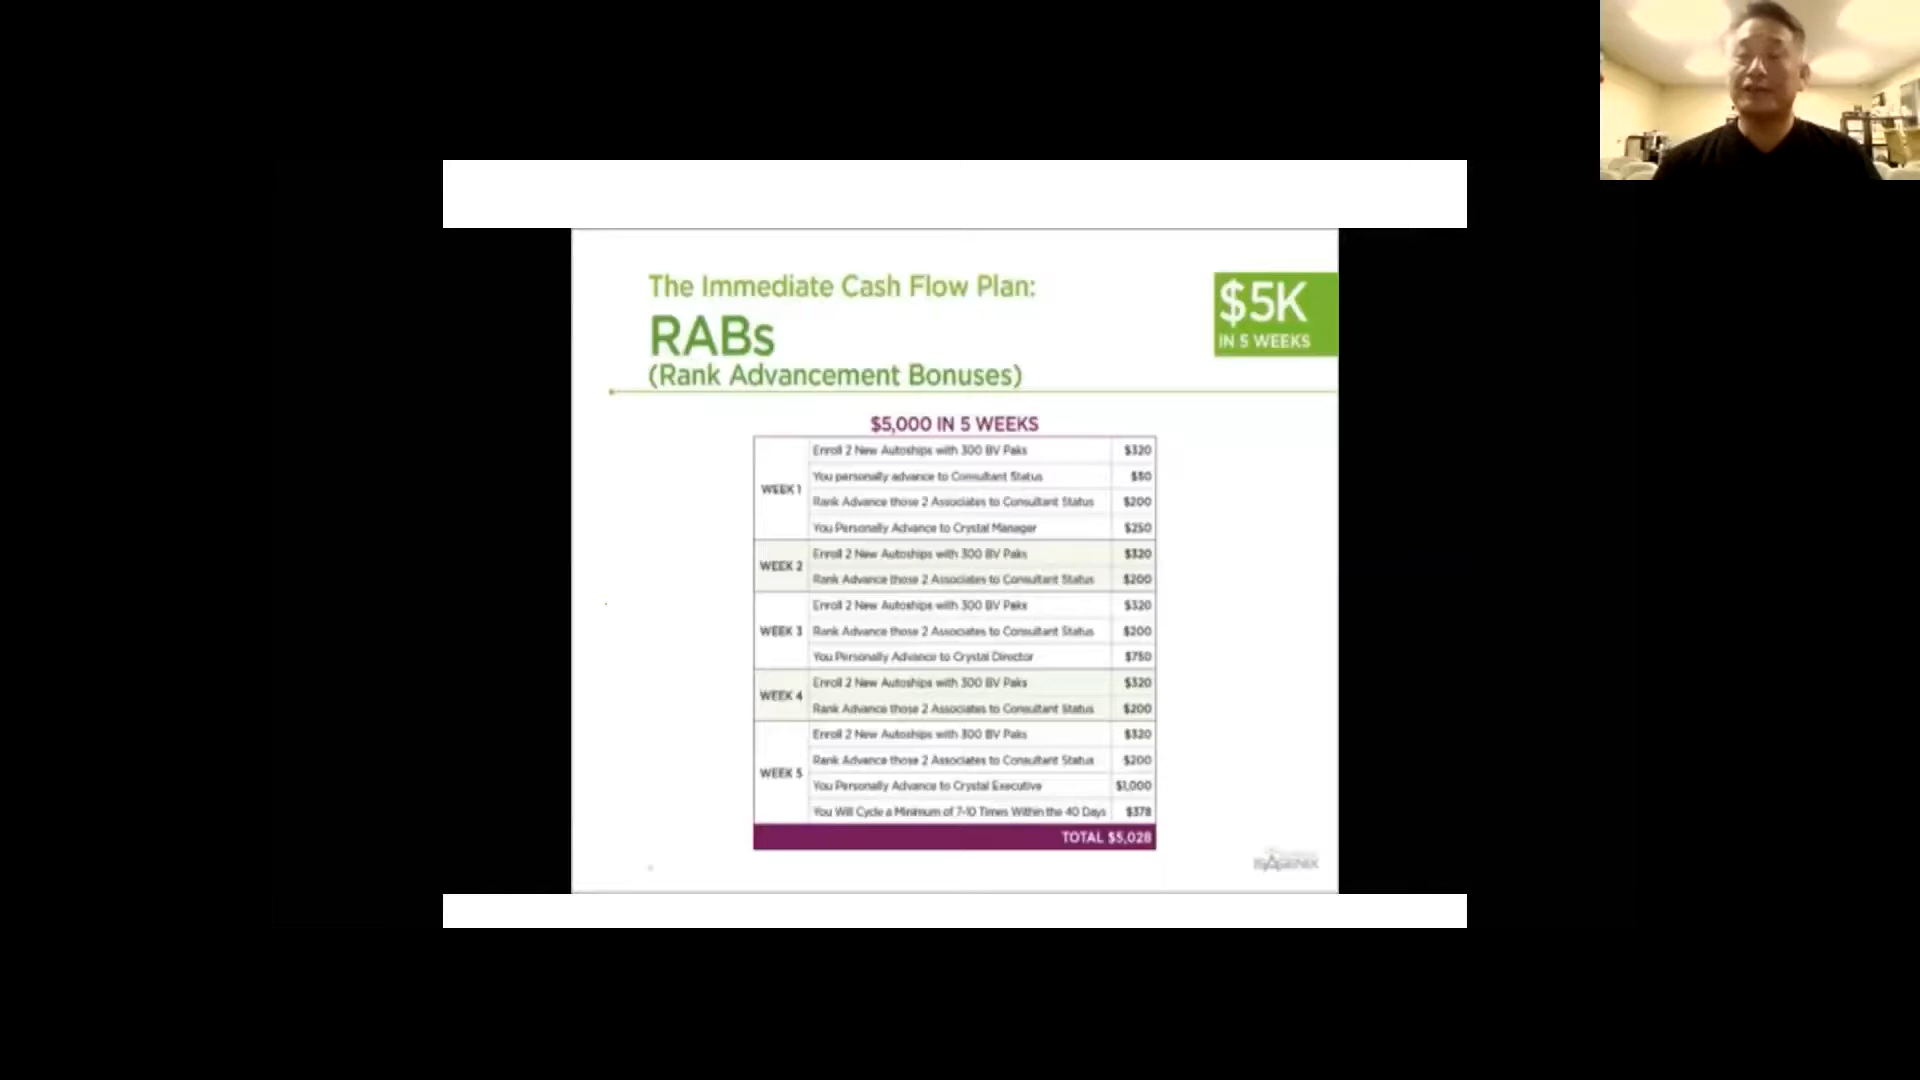 The Immediate Cash Flow Plan:
RABs
(Rank Advancement Bonuses)
$5K
IN 5 WEEKS
$5,000 IN 5 WEEKS
WEEK 1
Enroll 2 New Autoships with 300 BV Paks $320
You personally advance to Consultant Status $50
Rank Advance those 2 Associates to Consultant Status $200
You Personally Advance to Crystal Manager $250
WEEK 2
Enroll 2 New Autoships with 300 BV Paks $320
Rank Advance those 2 Associates to Consultant Status $200
WEEK 3
Enroll 2 New Autoships with 300 BV Paks $320
Rank Advance those 2 Associates to Consultant Status $200
You Personally Advance to Crystal Director $750
WEEK 4
Enroll 2 New Autoships with 300 BV Paks $320
Rank Advance those 2 Associates to Consultant Status $200
WEEK 5
Enroll 2 New Autoships with 300 BV Paks $320
Rank Advance those 2 Associates to Consultant Status $200
You Personally Advance to Crystal Executive $1,000
You Will Cycle a Minimum of 7-10 Times Within the 40 Days $378
TOTAL $5,028
ISAGENIX